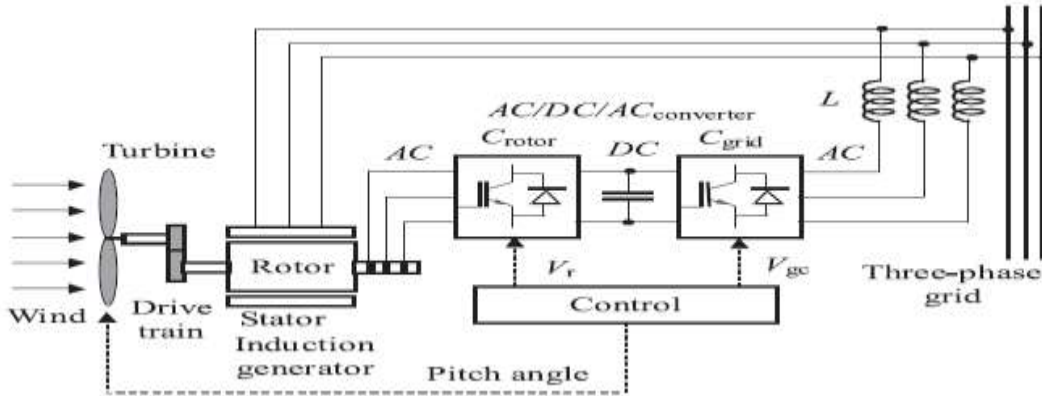 L
AC/DC/ACconverter
Turbine
AC
Crotor
DC
Cgrid
AC
Rotor
Vr
Vgc
Three-phase
grid
Wind
Drive
train
Stator
Induction
generator
Control
Pitch angle